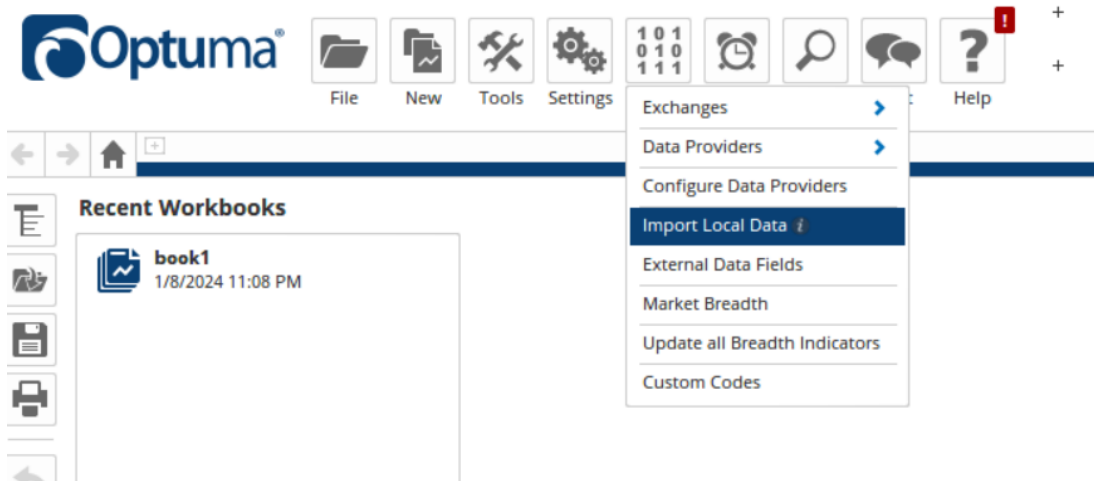 Optuma®
1 0 1
0 1 0
1 1 1
?
!
File New Tools Settings Help
Exchanges
Data Providers
Configure Data Providers
Import Local Data i
External Data Fields
Market Breadth
Update all Breadth Indicators
Custom Codes
Recent Workbooks
book1
1/8/2024 11:08 PM